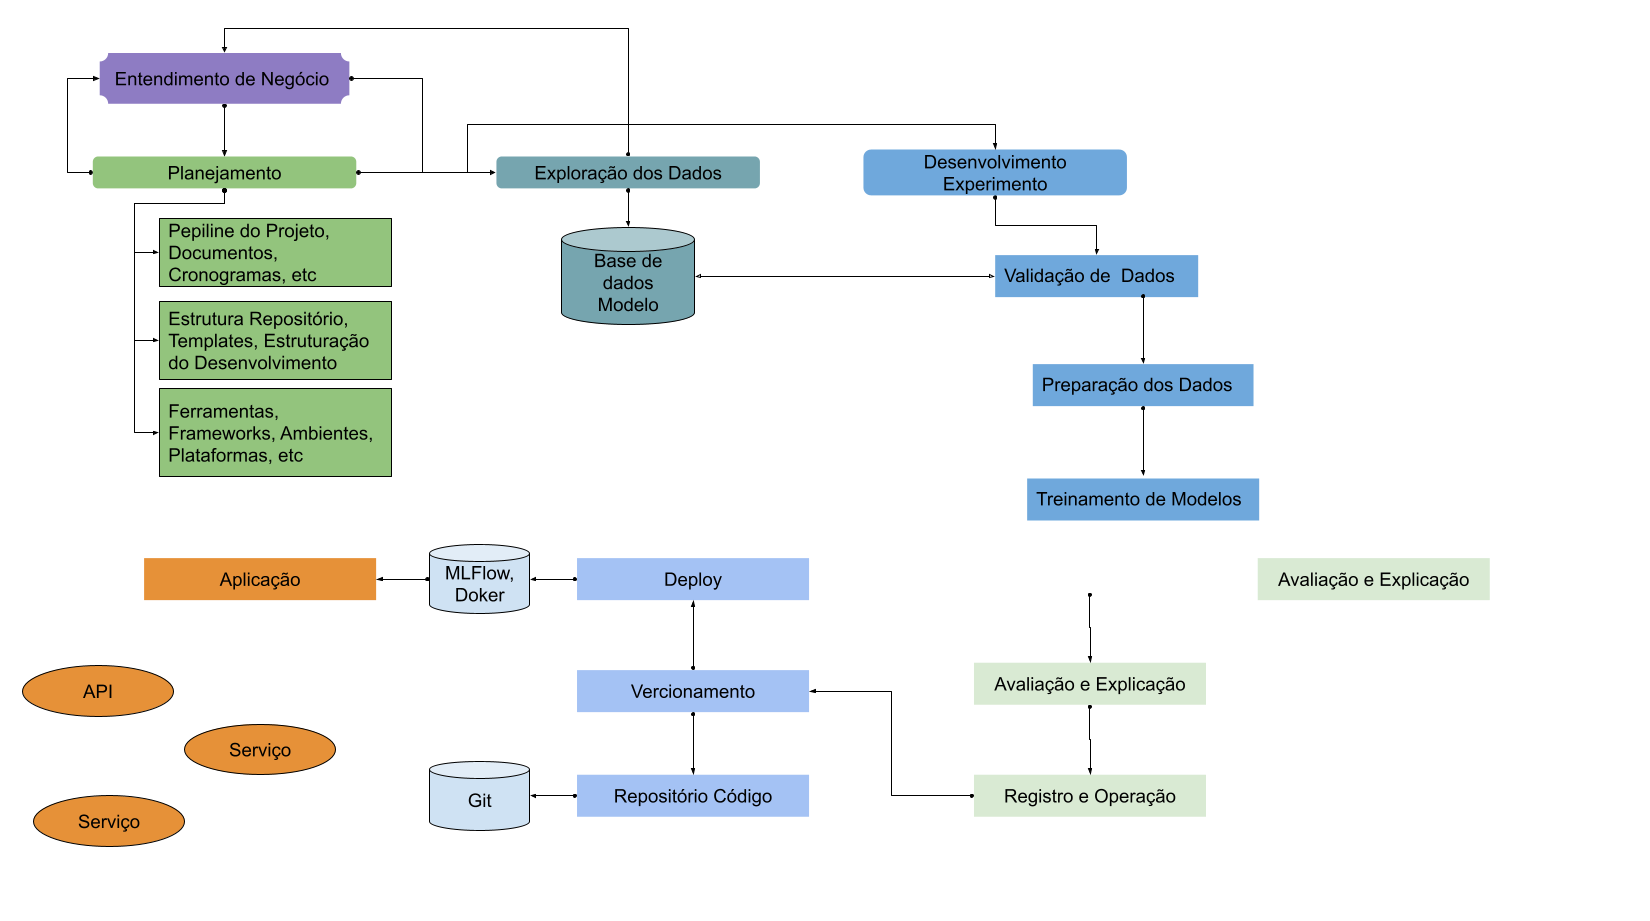 Entendimento de Negócio
Planejamento
Exploração dos Dados
Desenvolvimento
Experimento
Pepiline do Projeto,
Documentos,
Cronogramas, etc
Estrutura Repositório,
Templates, Estruturação
do Desenvolvimento
Ferramentas,
Frameworks, Ambientes,
Plataformas, etc
Base de
dados
Modelo
Validação de  Dados
Preparação dos Dados
Treinamento de Modelos
Aplicação
MLFlow,
Doker
Deploy
Avaliação e Explicação
API
Serviço
Serviço
Vercionamento
Avaliação e Explicação
Git
Repositório Código
Registro e Operação